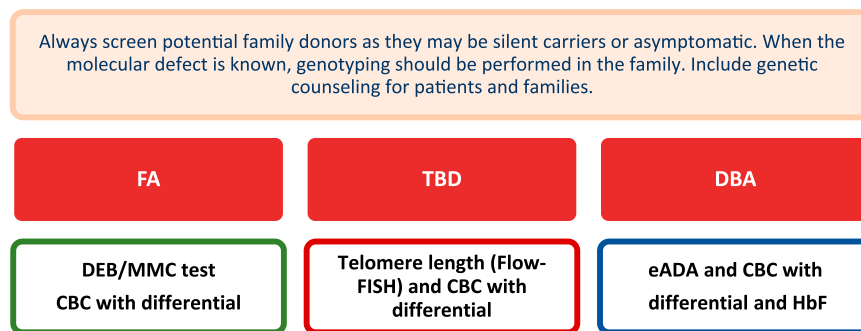 Always screen potential family donors as they may be silent carriers or asymptomatic. When the
molecular defect is known, genotyping should be performed in the family. Include genetic
counseling for patients and families.
FA
TBD
DBA
DEB/MMC test
CBC with differential
Telomere length (Flow-
FISH) and CBC with
differential
eADA and CBC with
differential and HbF